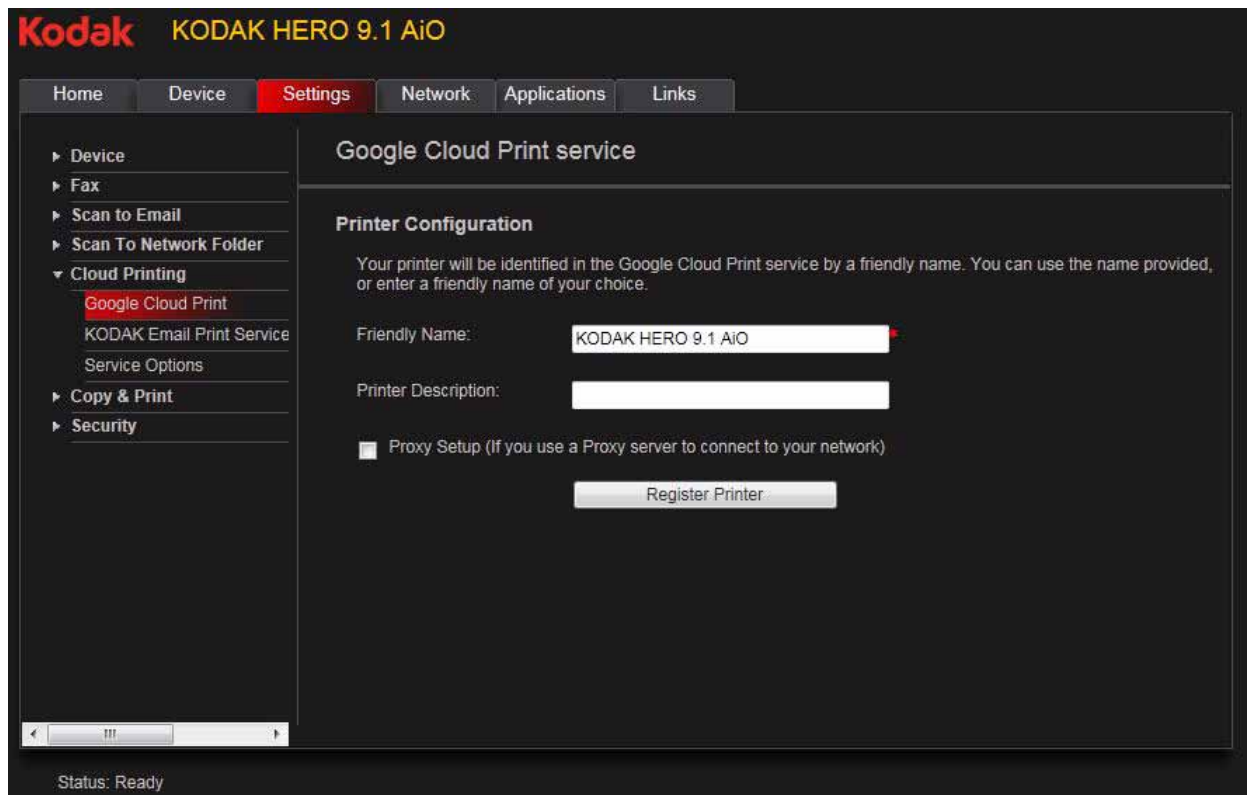 Kodak KODAK HERO 9.1 AiO
Home Device Settings Network Applications Links
Device
Fax
Scan to Email
Scan To Network Folder
Cloud Printing
Google Cloud Print
KODAK Email Print Service
Service Options
Copy & Print
Security
Google Cloud Print service
Printer Configuration
Your printer will be identified in the Google Cloud Print service by a friendly name. You can use the name provided,
or enter a friendly name of your choice.
Friendly Name: KODAK HERO 9.1 AiO *
Printer Description:
Proxy Setup (If you use a Proxy server to connect to your network)
Register Printer
Status: Ready